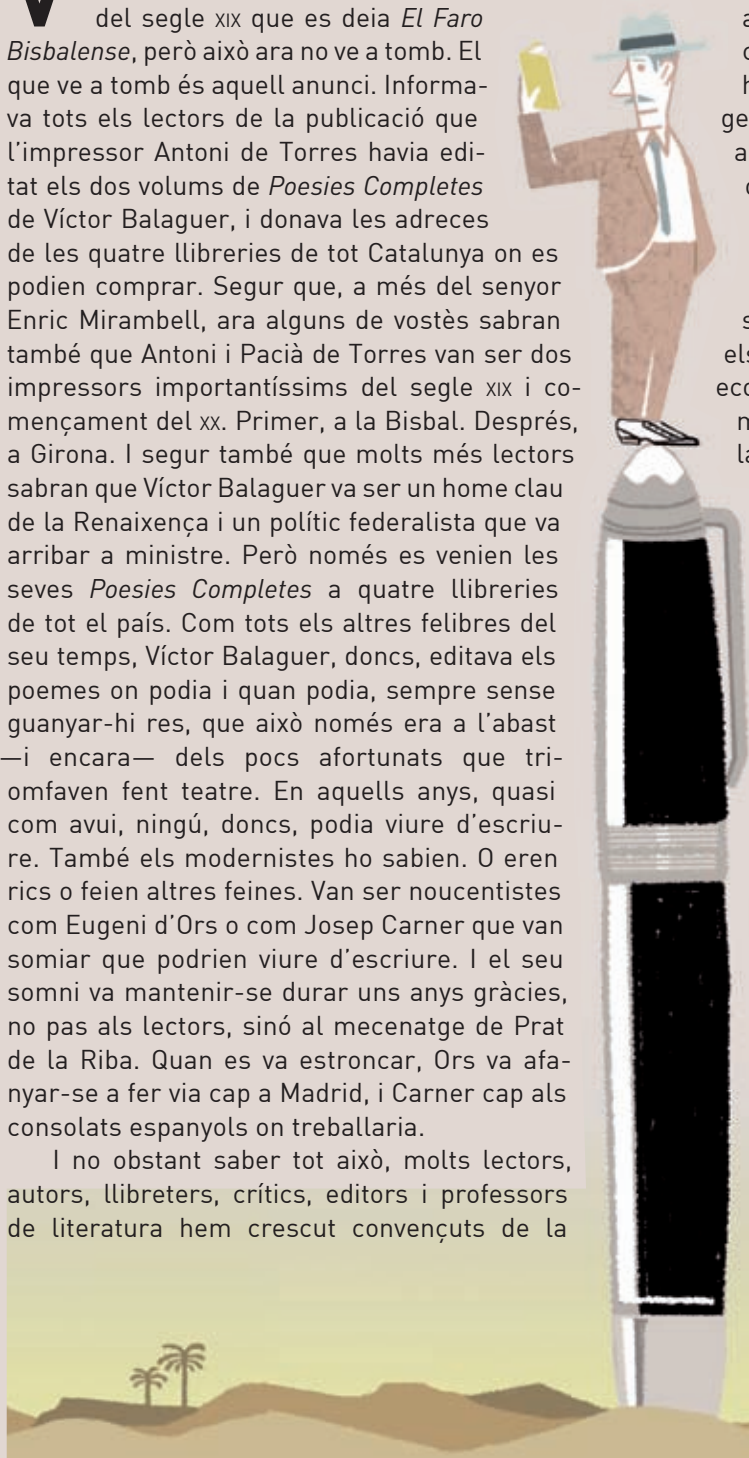 V
del segle XIX que es deia El Faro
Bisbalense, però això ara no ve a tomb. El
que ve a tomb és aquell anunci. Informa-
va tots els lectors de la publicació que
l'impressor Antoni de Torres havia edi-
tat els dos volums de Poesies Completes
de Víctor Balaguer, i donava les adreces
de les quatre llibreries de tot Catalunya on es
podien comprar. Segur que, a més del senyor
Enric Mirambell, ara alguns de vostès sabran
també que Antoni i Pacià de Torres van ser dos
impressors importantíssims del segle XIX i co-
mençament del XX. Primer, a la Bisbal. Després,
a Girona. I segur també que molts més lectors
sabran que Víctor Balaguer va ser un home clau
de la Renaixença i un polític federalista que va
arribar a ministre. Però només es venien les
seves Poesies Completes a quatre llibreries
de tot el país. Com tots els altres felibres del
seu temps, Víctor Balaguer, doncs, editava els
poemes on podia i quan podia, sempre sense
guanyar-hi res, que això només era a l'abast
—i encara— dels pocs afortunats que tri-
omfaven fent teatre. En aquells anys, quasi
com avui, ningú, doncs, podia viure d'escriu-
re. També els modernistes ho sabien. O eren
rics o feien altres feines. Van ser noucentistes
com Eugeni d'Ors o com Josep Carner que van
somiar que podrien viure d'escriure. I el seu
somni va mantenir-se durar uns anys gràcies,
no pas als lectors, sinó al mecenatge de Prat
de la Riba. Quan es va estroncar, Ors va afa-
nyar-se a fer via cap a Madrid, i Carner cap als
consolats espanyols on treballaria.
I no obstant saber tot això, molts lectors,
autors, llibreters, crítics, editors i professors
de literatura hem crescut convençuts de la